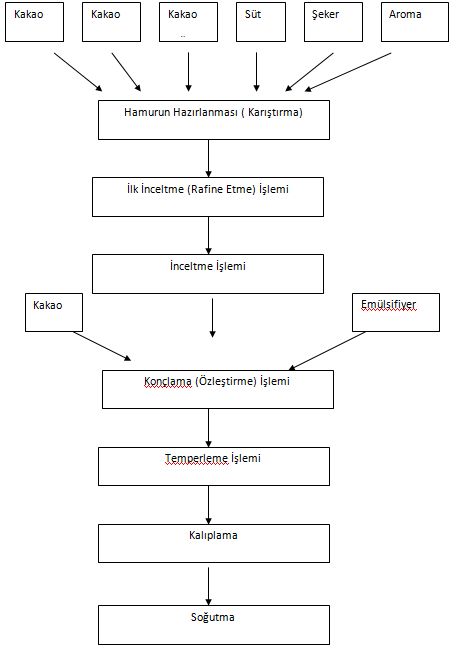 Kakao
Kakao
Kakao
Süt
Şeker
Aroma
Hamurun Hazırlanması ( Karıştırma)
İlk İnceltme (Rafine Etme) İşlemi
İnceltme İşlemi
Kakao
Emülsifiyer
Konçlama (Özleştirme) İşlemi
Temperleme İşlemi
Kalıplama
Soğutma